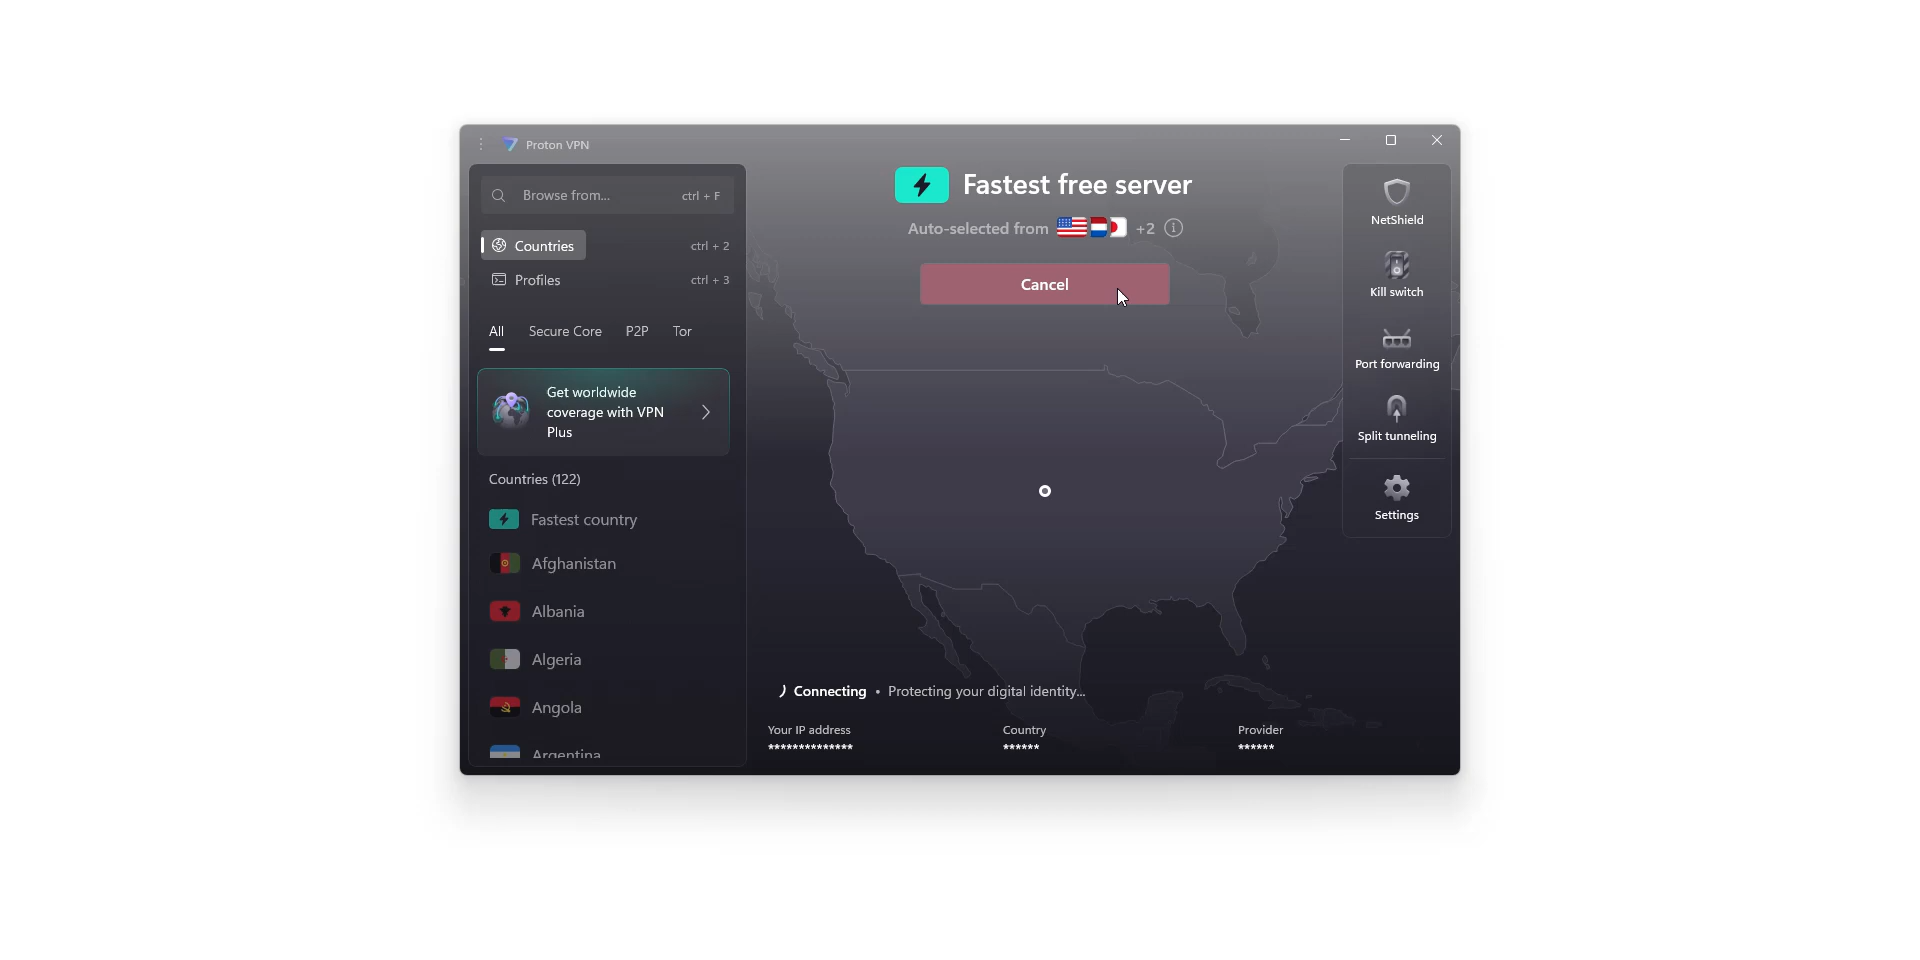 Proton VPN
Browse from... ctrl + F
Countries ctrl + 2
Profiles ctrl + 3
All Secure Core P2P Tor
Get worldwide
coverage with VPN
Plus
Countries (122)
Fastest country
Afghanistan
Albania
Algeria
Angola
Argentina
Fastest free server
Auto-selected from +2
Cancel
Connecting • Protecting your digital identity...
Your IP address Country Provider
************** ****** ******
NetShield
Kill switch
Port forwarding
Split tunneling
Settings